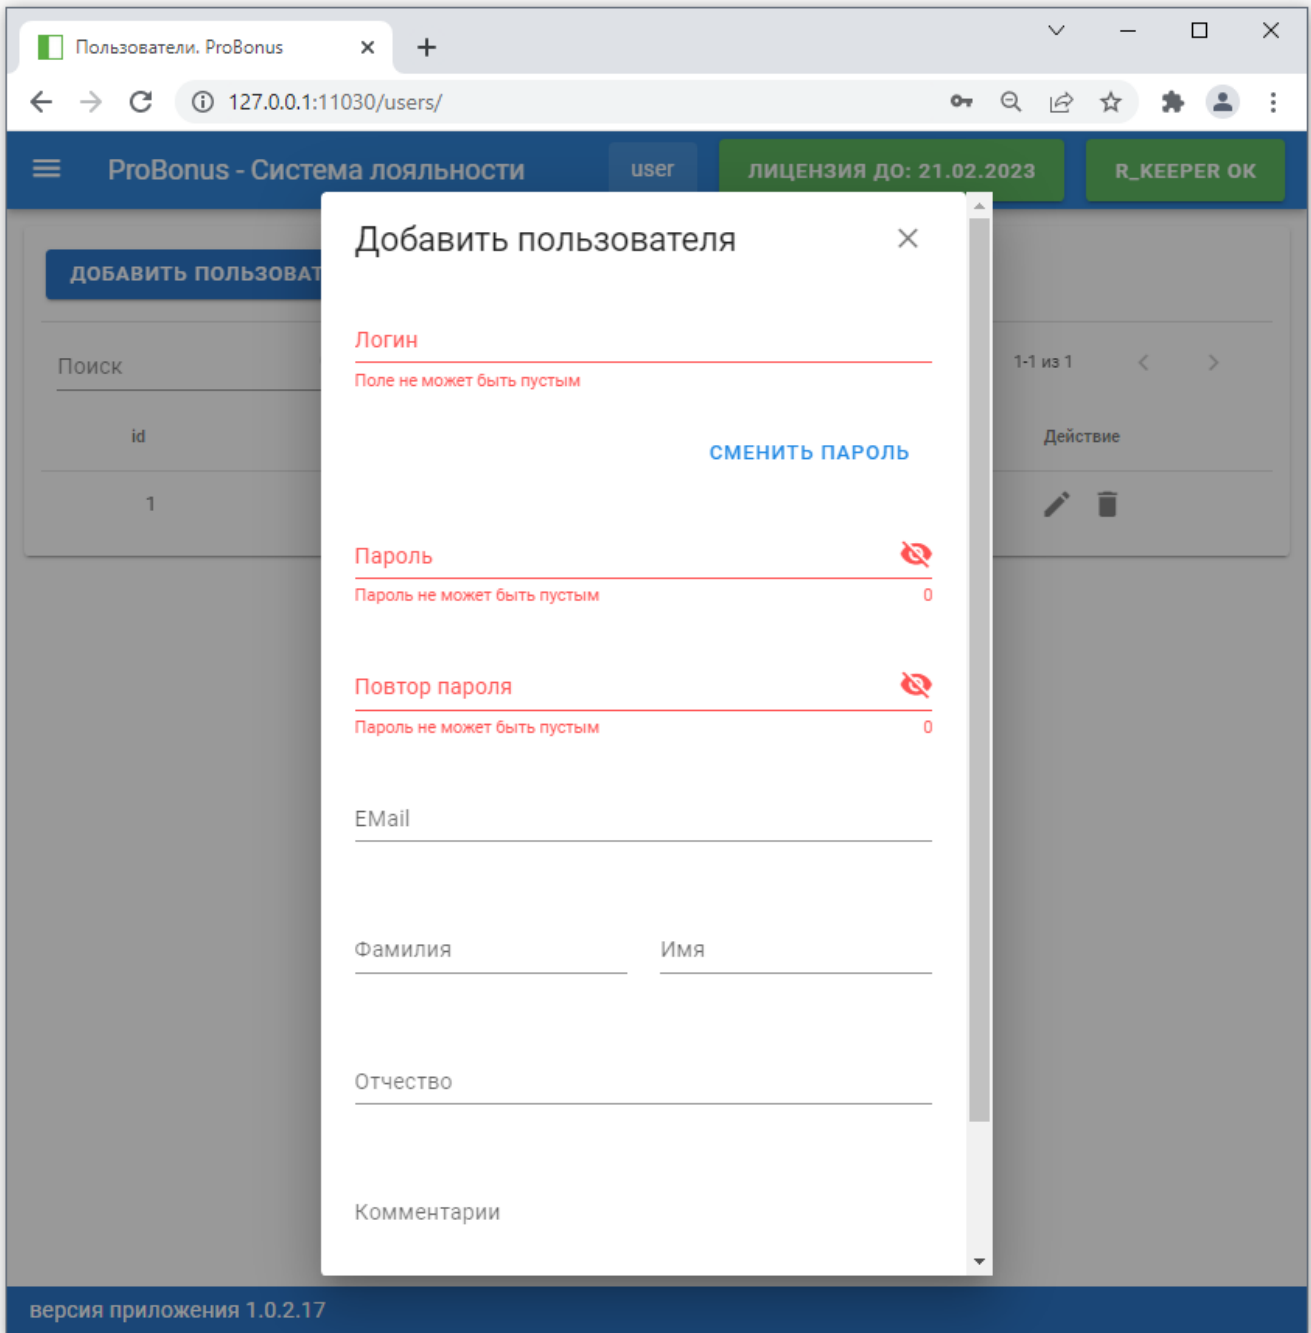 Пользователи. ProBonus
127.0.0.1:11030/users/
ProBonus - Система лояльности
user
ЛИЦЕНЗИЯ ДО: 21.02.2023
R_KEEPER OK
ДОБАВИТЬ ПОЛЬЗОВАТ
Добавить пользователя
Логин
Поле не может быть пустым
Поиск
1-1 из 1
id
Действие
СМЕНИТЬ ПАРОЛЬ
1
Пароль
Пароль не может быть пустым 0
Повтор пароля
Пароль не может быть пустым 0
EMail
Фамилия Имя
Отчество
Комментарии
версия приложения 1.0.2.17